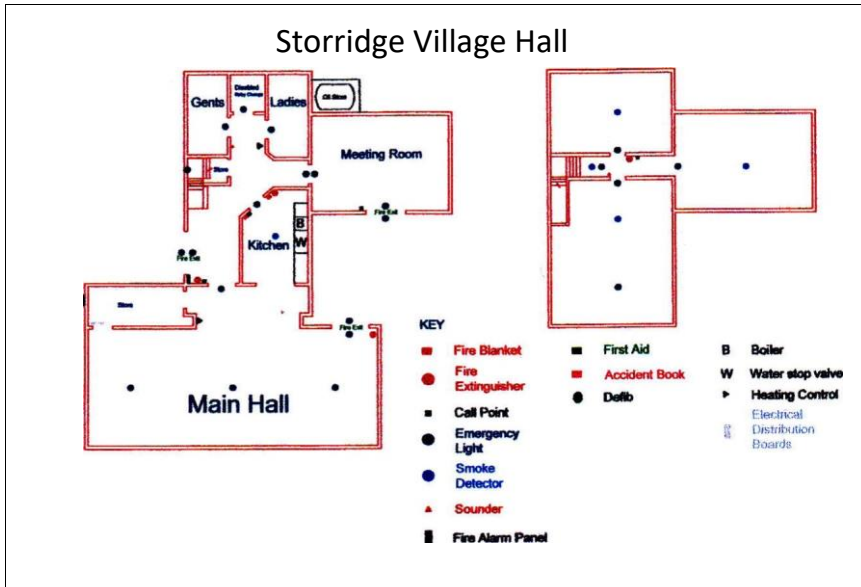 Storridge Village Hall
Gents
Disabled
Baby Change
Ladies
Oil Store
Meeting Room
Store
Fire Exit
Kitchen
B
W
Fire Exit
Store
Fire Exit
Main Hall
KEY
Fire Blanket
Fire
Extinguisher
Call Point
Emergency
Light
Smoke
Detector
Sounder
Fire Alarm Panel
First Aid
Accident Book
Defib
B Boiler
W Water stop valve
Heating Control
Electrical
Distribution
Boards